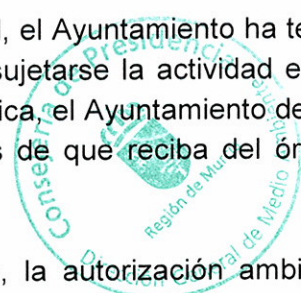 l, el Ayuntamiento ha te
sujetarse la actividad e
ica, el Ayuntamiento de
s de que reciba del ór
, la autorización ambi
Consejería de Presidencia
Región de Murcia
Dirección General de Medio